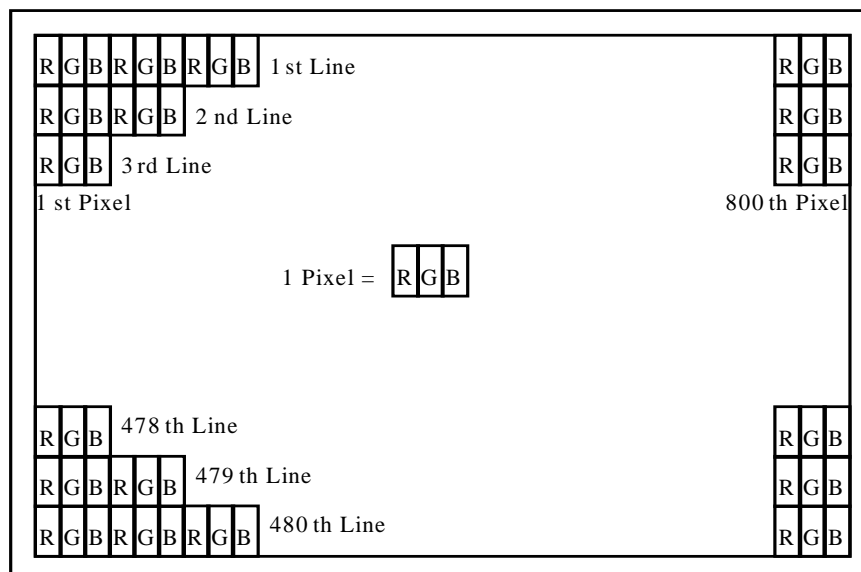 R G B R G B R G B 1 st Line R G B
R G B R G B 2 nd Line R G B
R G B 3 rd Line R G B
1 st Pixel 800 th Pixel
1 Pixel = R G B
R G B 478 th Line R G B
R G B R G B 479 th Line R G B
R G B R G B R G B 480 th Line R G B